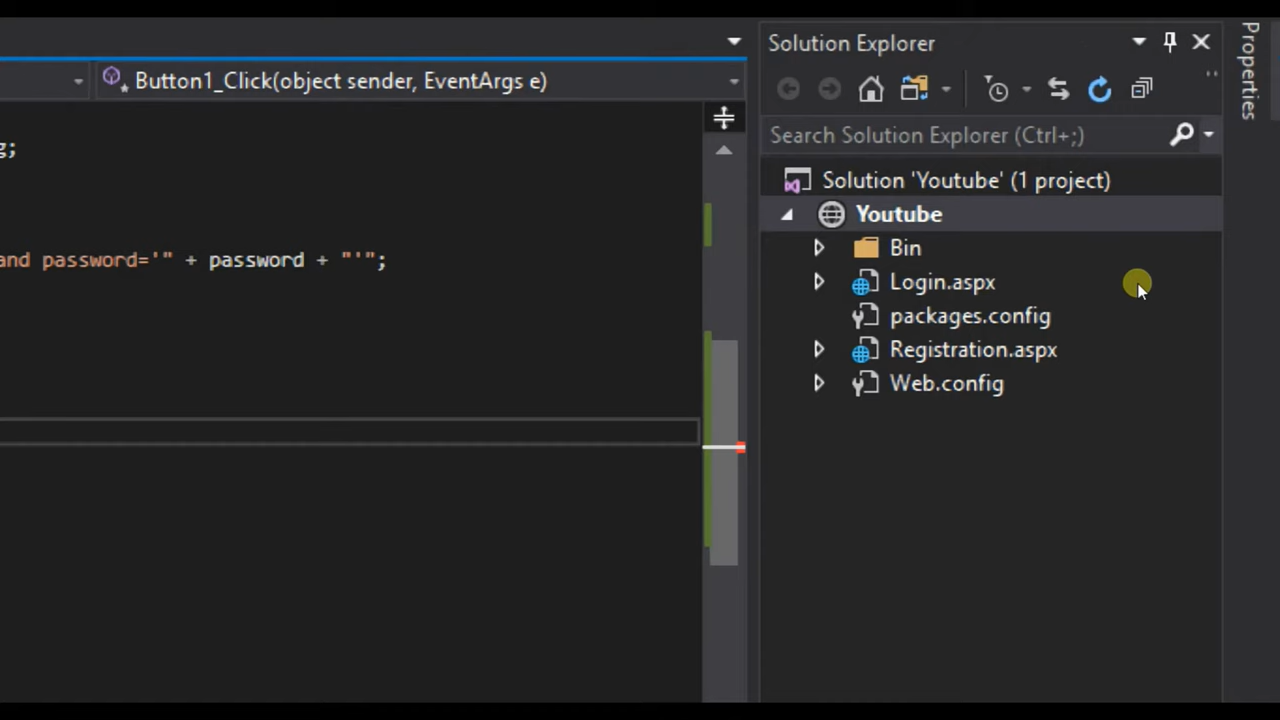 Solution Explorer
Properties
Button1_Click(object sender, EventArgs e)
Search Solution Explorer (Ctrl+;)
g;
Solution 'Youtube' (1 project)
Youtube
Bin
and password='" + password + "'";
Login.aspx
packages.config
Registration.aspx
Web.config